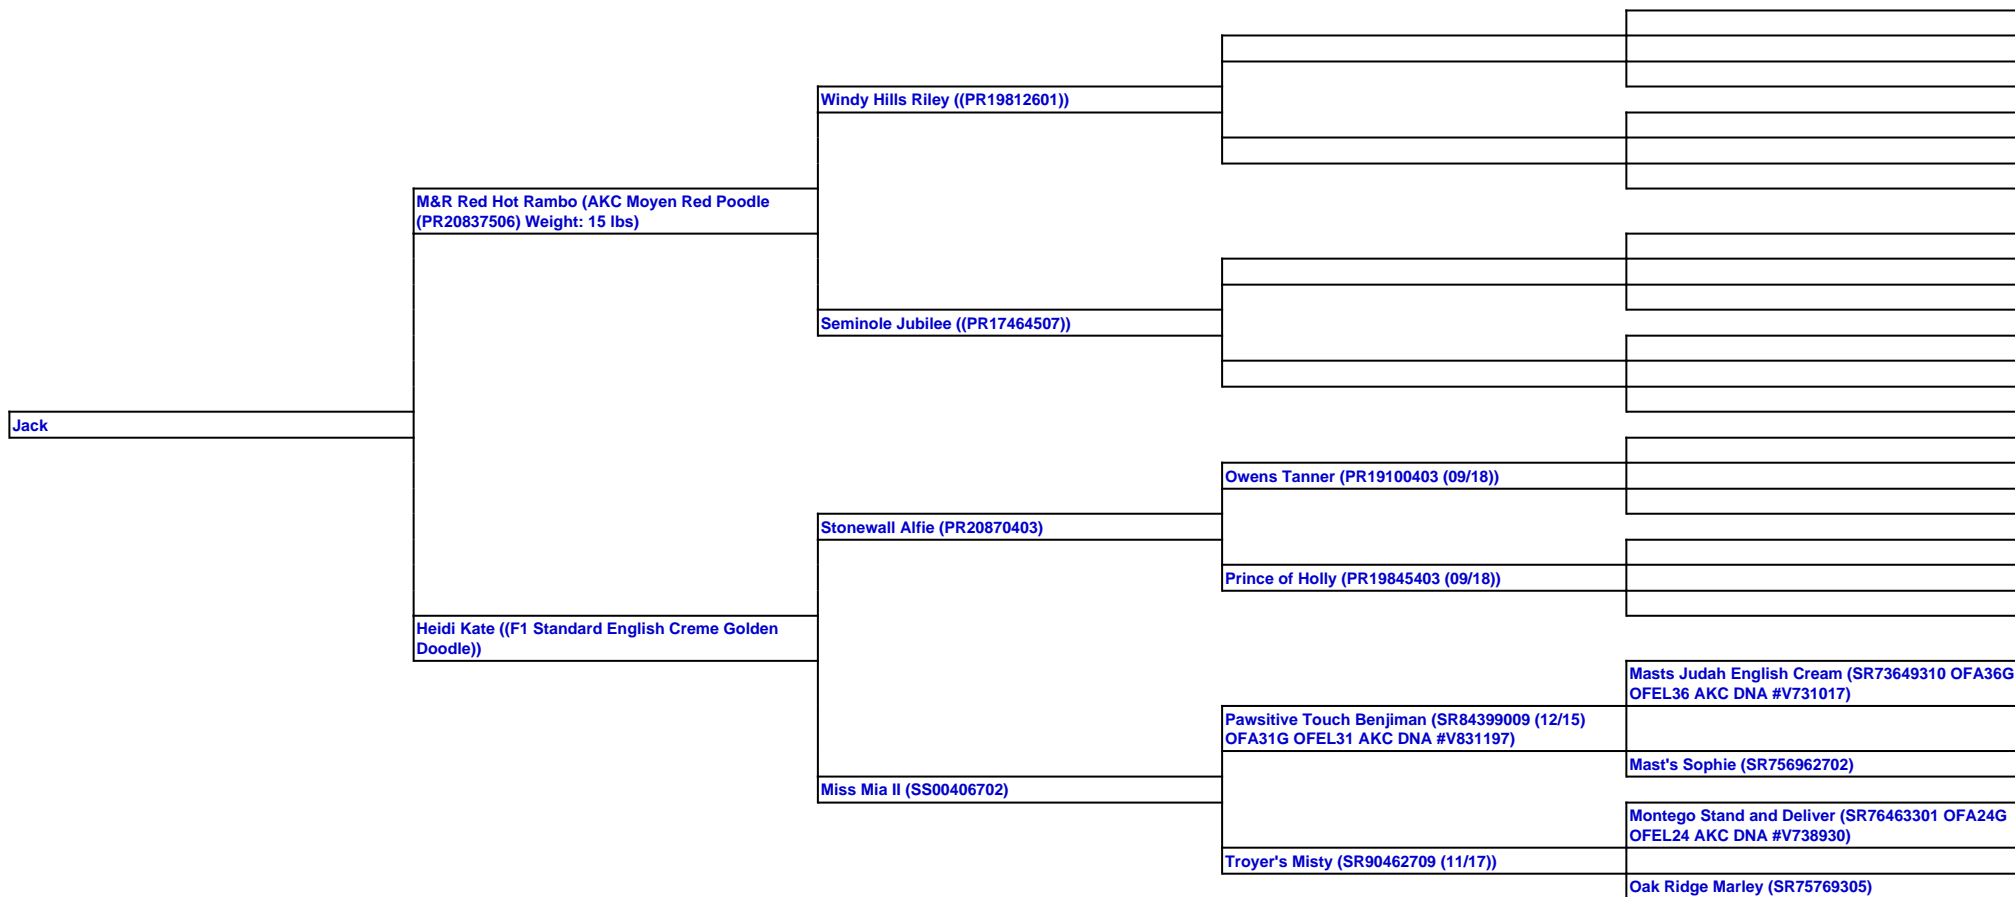 Windy Hills Riley ((PR19812601))
M&R Red Hot Rambo (AKC Moyen Red Poodle
(PR20837506) Weight: 15 lbs)
Seminole Jubilee ((PR17464507))
Jack
Owens Tanner (PR19100403 (09/18))
Stonewall Alfie (PR20870403)
Prince of Holly (PR19845403 (09/18))
Heidi Kate ((F1 Standard English Creme Golden
Doodle))
Masts Judah English Cream (SR73649310 OFA36G
OFEL36 AKC DNA #V731017)
Pawsitive Touch Benjiman (SR84399009 (12/15)
OFA31G OFEL31 AKC DNA #V831197)
Mast's Sophie (SR756962702)
Miss Mia II (SS00406702)
Montego Stand and Deliver (SR76463301 OFA24G
OFEL24 AKC DNA #V738930)
Troyer's Misty (SR90462709 (11/17))
Oak Ridge Marley (SR75769305)